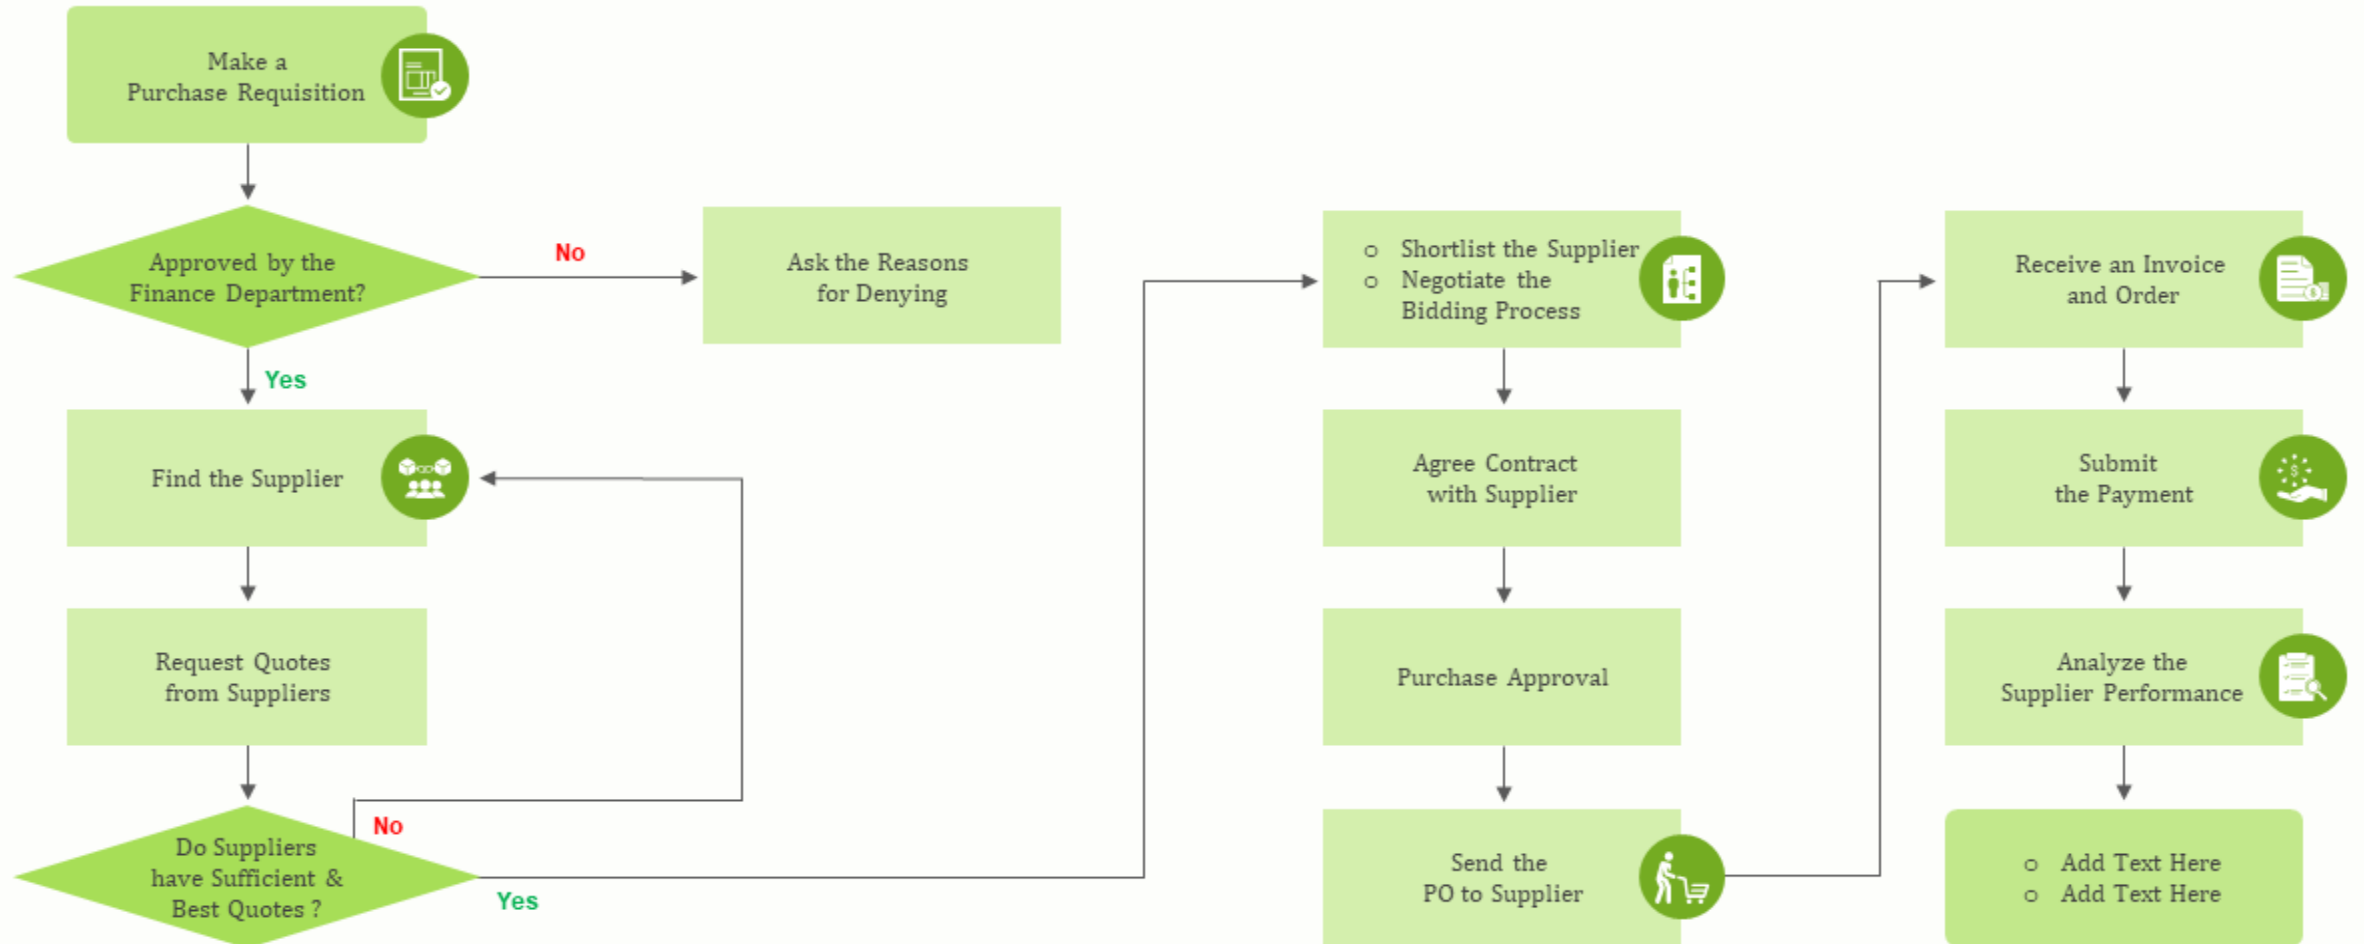 Make a
Purchase Requisition
Approved by the
Finance Department?
No
Ask the Reasons
for Denying
Yes
Find the Supplier
Request Quotes
from Suppliers
No
Do Suppliers
have Sufficient &
Best Quotes ?
Yes
o Shortlist the Supplier
o Negotiate the
Bidding Process
Agree Contract
with Supplier
Purchase Approval
Send the
PO to Supplier
Receive an Invoice
and Order
Submit
the Payment
Analyze the
Supplier Performance
o Add Text Here
o Add Text Here